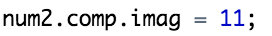 num2.comp.imag = 11;